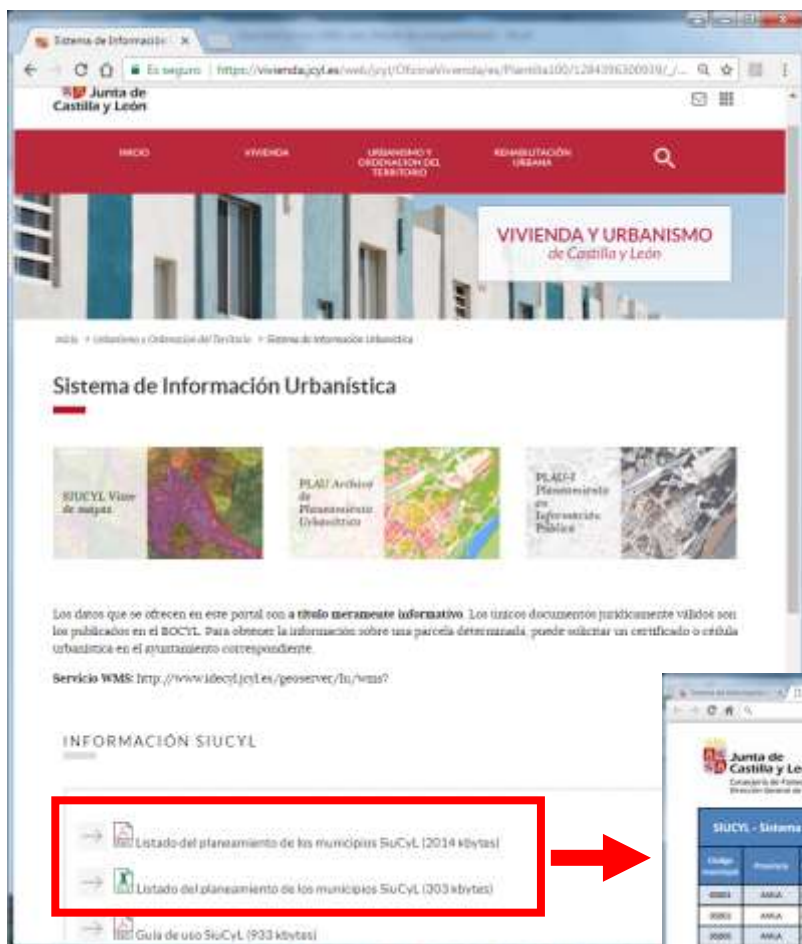 Sistema de Información
Es seguro | https://vivienda.jcyl.es/web/jcyl/OficinaVivienda/es/Plantilla100/1284396300939/_/...
Junta de
Castilla y León
INICIO
VIVIENDA
URBANISMO Y
ORDENACION DEL
TERRITORIO
REHABILITACIÓN
URBANA
VIVIENDA Y URBANISMO
de Castilla y León
Inicio > Urbanismo y Ordenación del Territorio > Sistema de Información Urbanística
Sistema de Información Urbanística
SIUCYL Visor
de mapas
PLAU Archivo
de
Planeamiento
Urbanístico
PLAU-I
Planeamiento
en
Información
Pública
Los datos que se ofrecen en este portal son a título meramente informativo. Los únicos documentos jurídicamente válidos son
los publicados en el BOCYL. Para obtener la información sobre una parcela determinada, puede solicitar un certificado o cédula
urbanística en el ayuntamiento correspondiente.
Servicio WMS: http://www.idecyl.jcyl.es/geoserver/lu/wms?
INFORMACIÓN SIUCYL
Listado del planeamiento de los municipios SiuCyL (2014 kbytes)
Listado del planeamiento de los municipios SiuCyL (303 kbytes)
Guía de uso SiuCyL (933 kbytes)
Junta de
Castilla y Le
SIUCYL - Sistema
Código
municipal
Provincia
AVILA
AVILA
AVILA